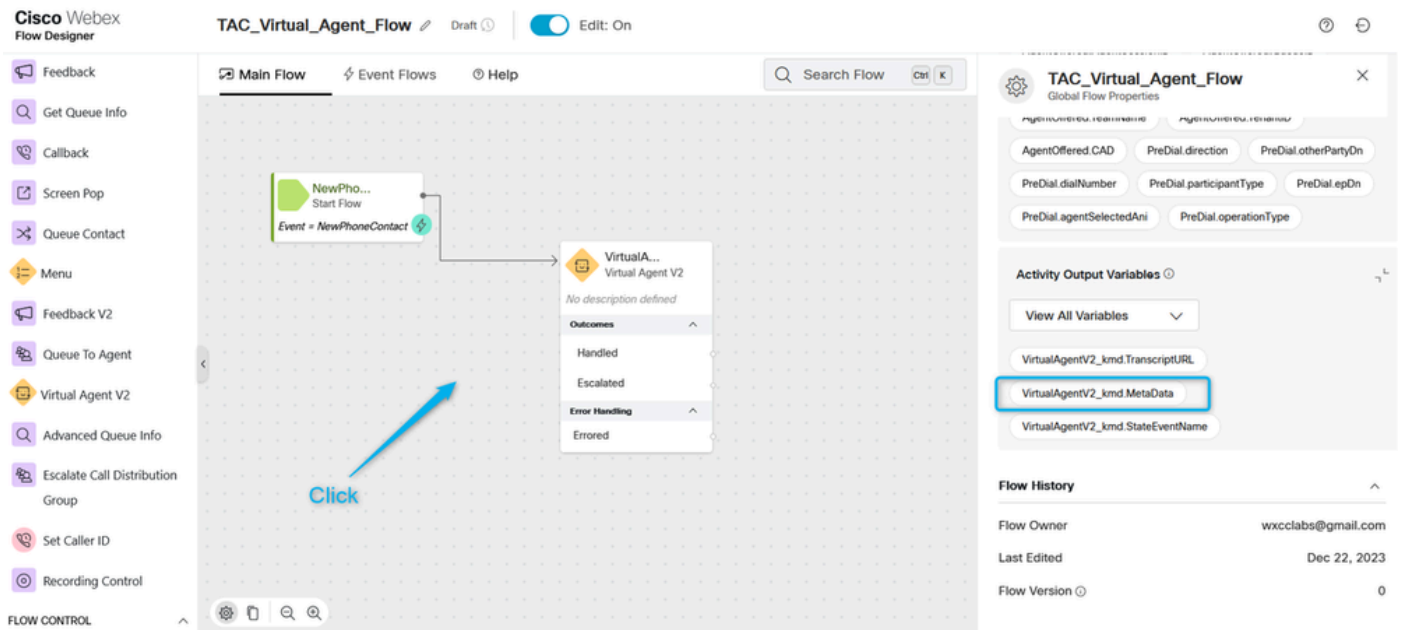 Cisco Webex
Flow Designer
TAC_Virtual_Agent_Flow
Draft
Edit: On
Feedback
Get Queue Info
Callback
Screen Pop
Queue Contact
Menu
Feedback V2
Queue To Agent
Virtual Agent V2
Advanced Queue Info
Escalate Call Distribution
Group
Set Caller ID
Recording Control
FLOW CONTROL
Main Flow
Event Flows
Help
Search Flow
Ctrl K
NewPho...
Start Flow
Event = NewPhoneContact
VirtualA...
Virtual Agent V2
No description defined
Outcomes
Handled
Escalated
Error Handling
Errored
Click
TAC_Virtual_Agent_Flow
Global Flow Properties
AgentOffered.TeamName AgentOffered.TenantID
AgentOffered.CAD PreDial.direction PreDial.otherPartyDn
PreDial.dialNumber PreDial.participantType PreDial.epDn
PreDial.agentSelectedAni PreDial.operationType
Activity Output Variables
View All Variables
VirtualAgentV2_kmd.TranscriptURL
VirtualAgentV2_kmd.MetaData
VirtualAgentV2_kmd.StateEventName
Flow History
Flow Owner wxcclabs@gmail.com
Last Edited Dec 22, 2023
Flow Version 0